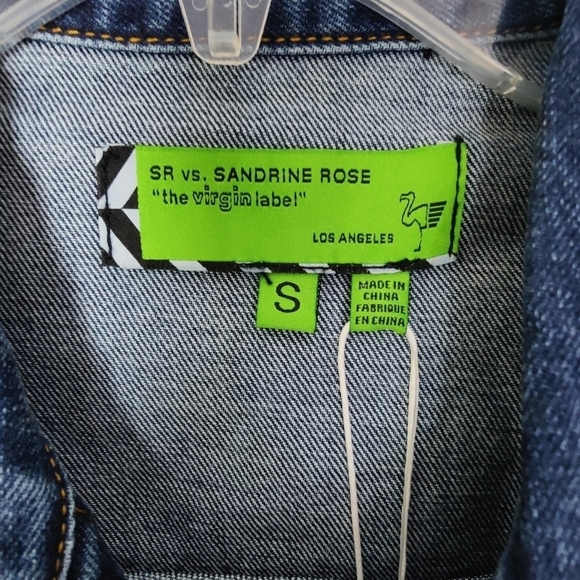 SR vs. SANDRINE ROSE
"the virgin label"
LOS ANGELES
S
MADE IN
CHINA
FABRIQUE
EN CHINA